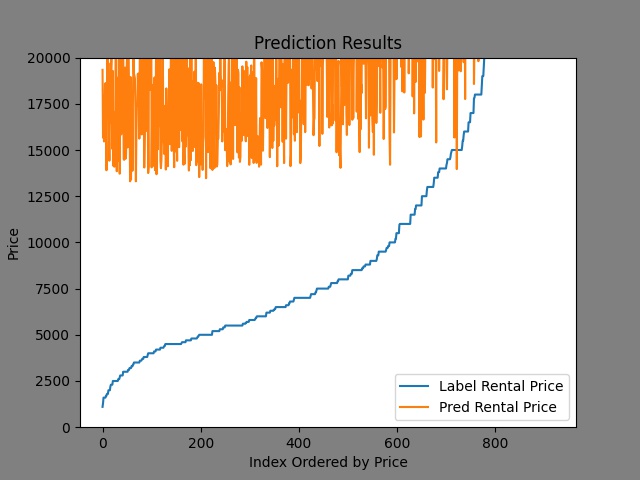 Prediction Results
20000
17500
15000
12500
10000
7500
5000
2500
0
Price
0 200 400 600 800
Index Ordered by Price
Label Rental Price
Pred Rental Price